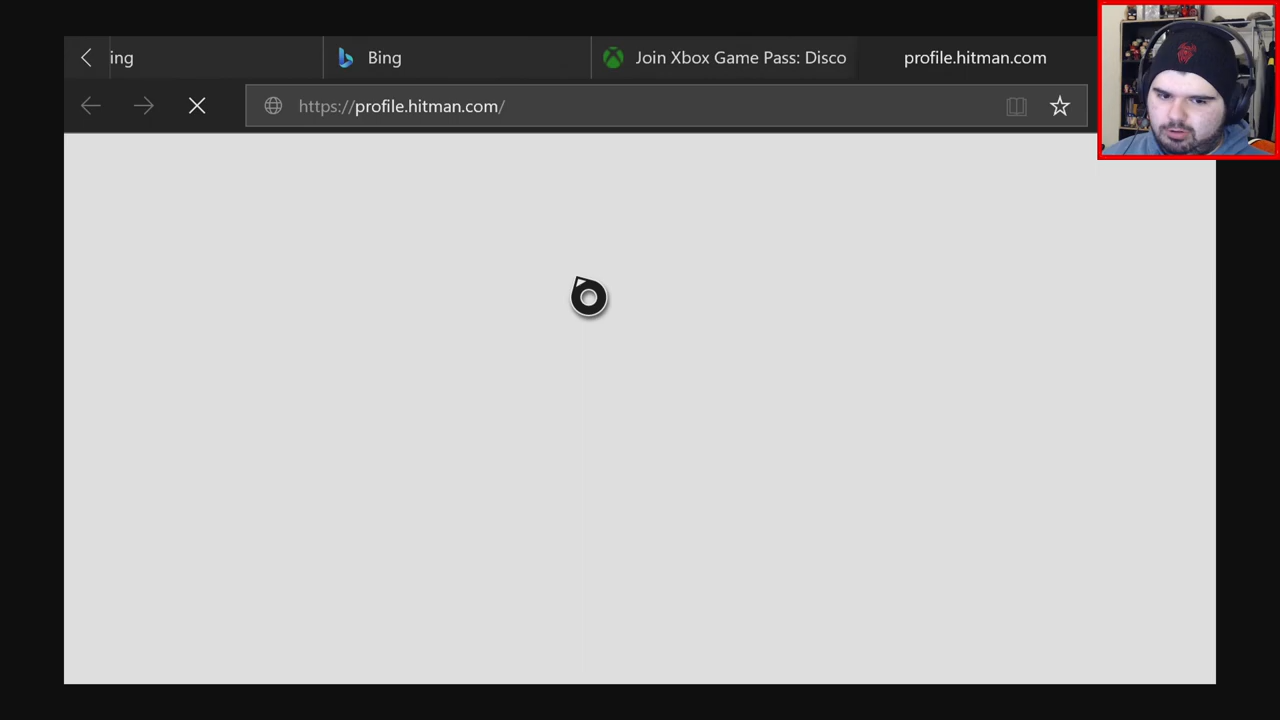 ing
Bing
Join Xbox Game Pass: Disco
profile.hitman.com
https://profile.hitman.com/